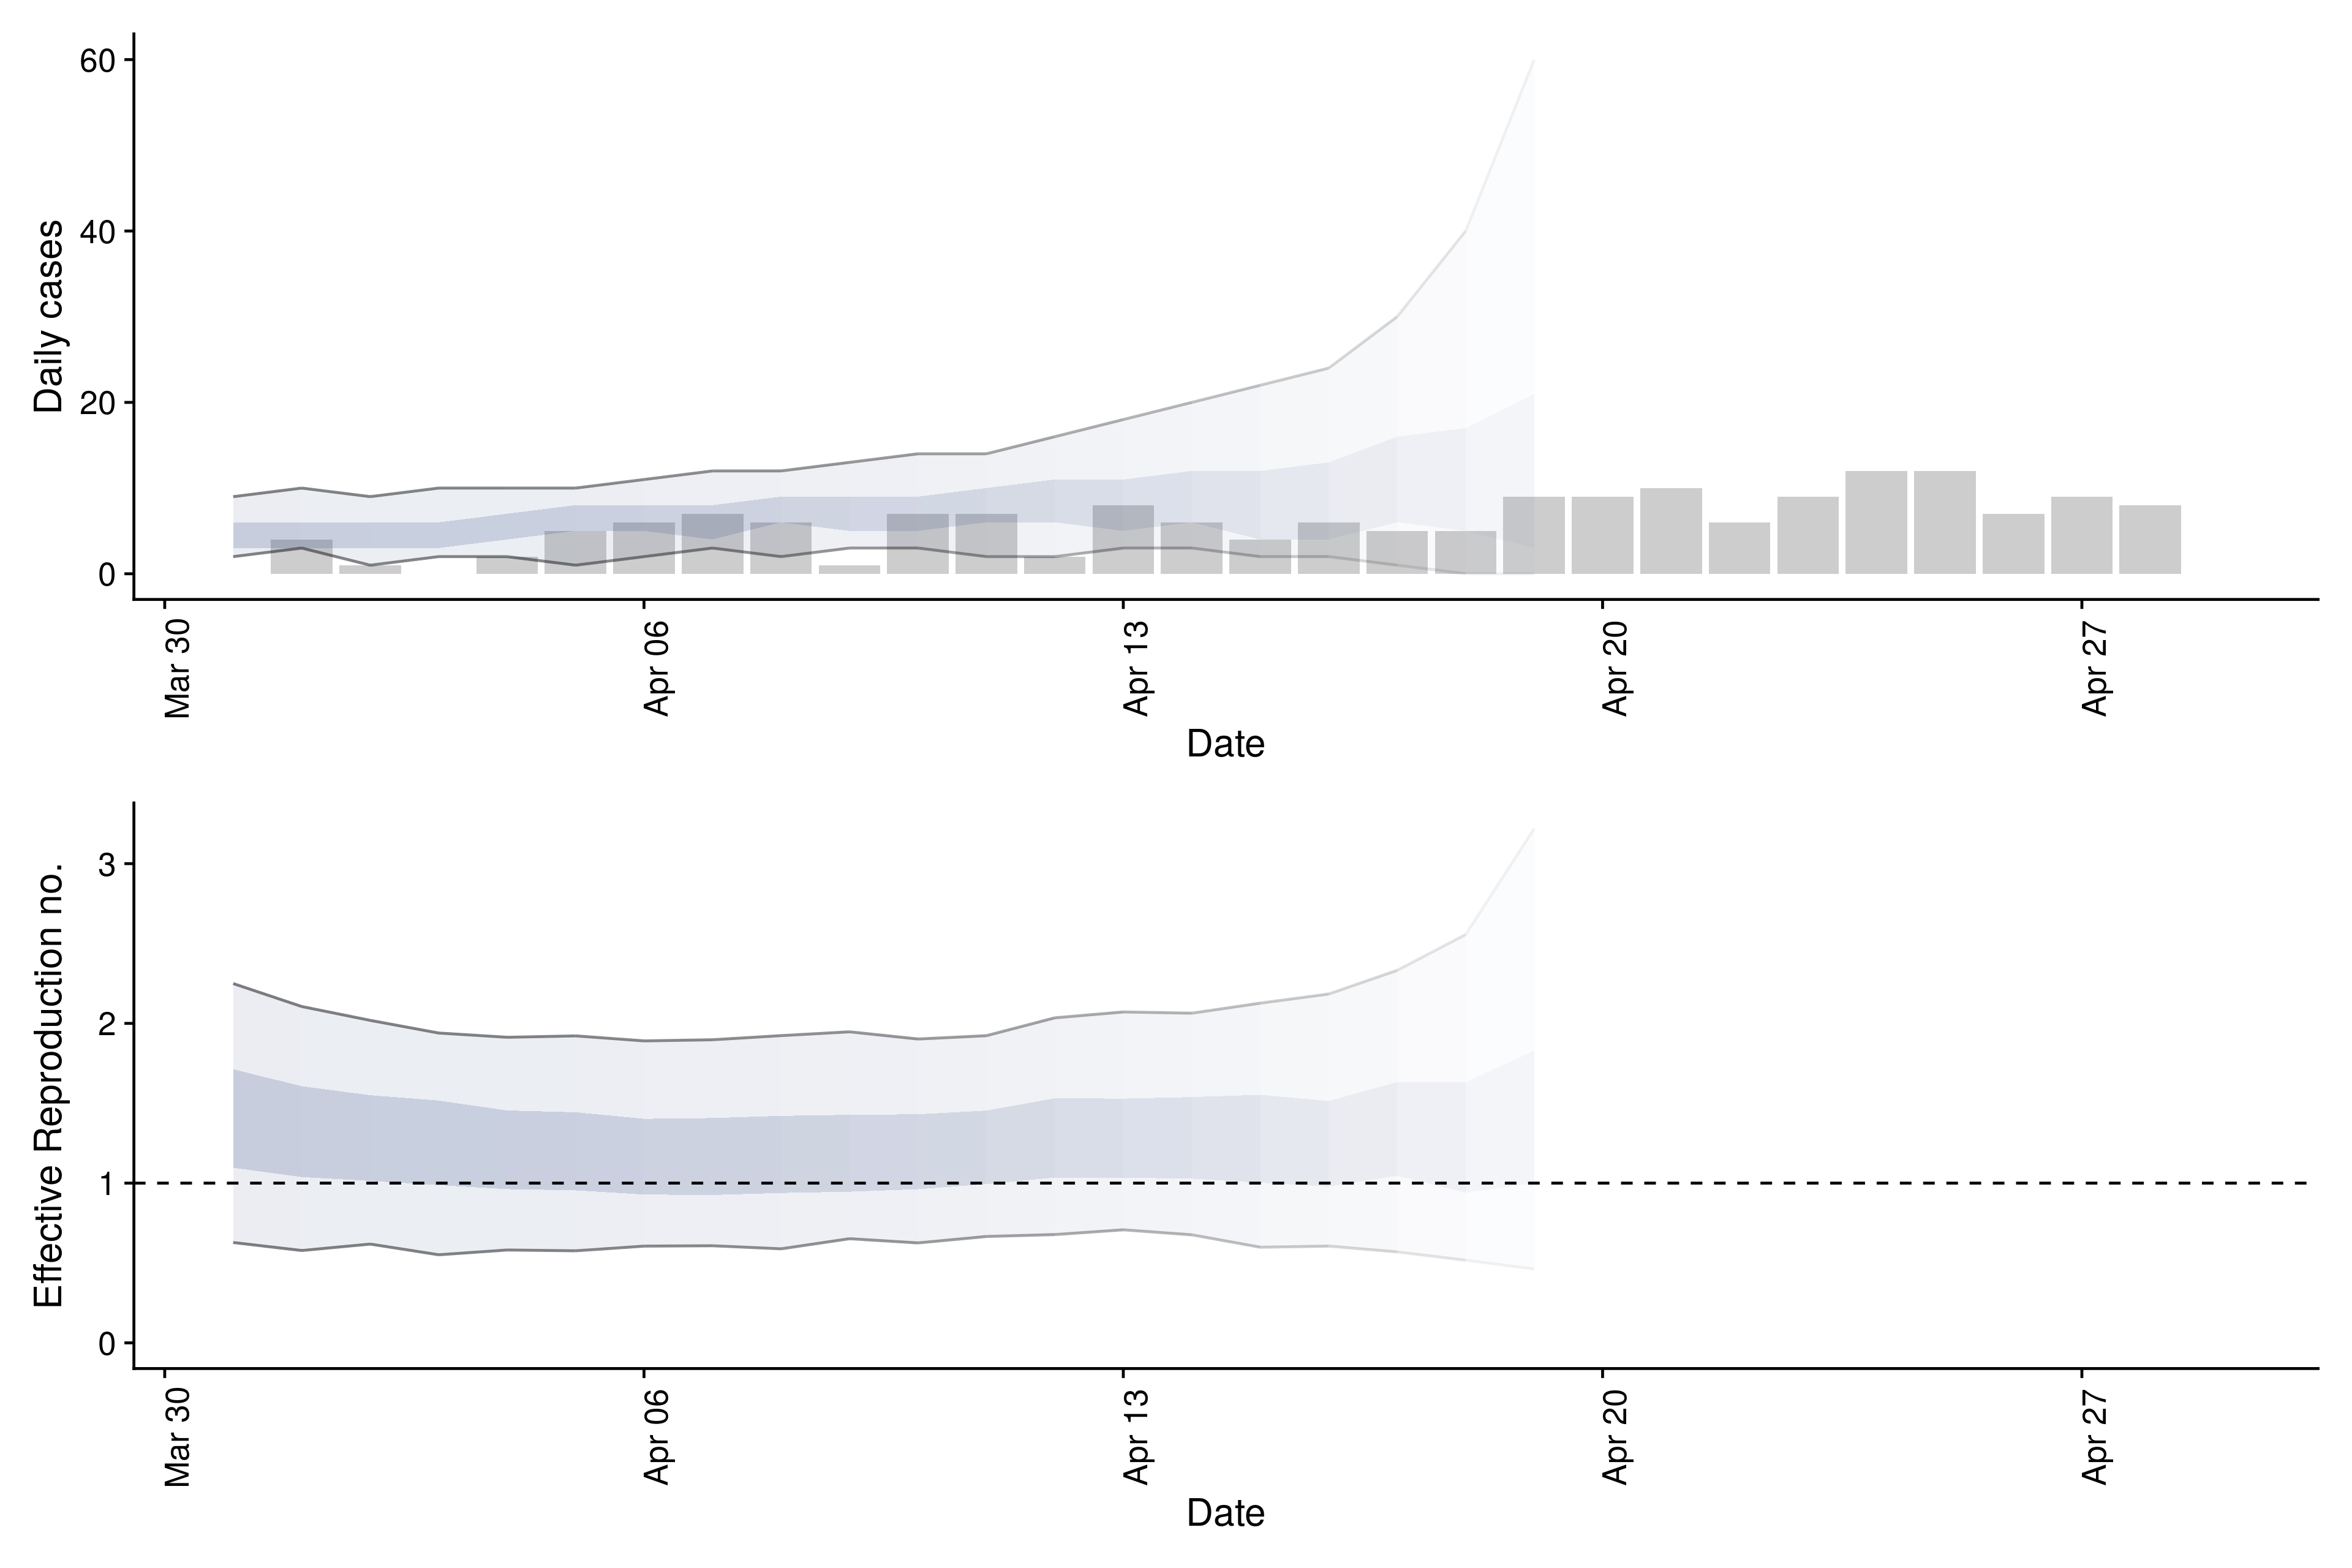 Daily cases
60
40
20
0
Mar 30
Apr 06
Apr 13
Apr 20
Apr 27
Date
Effective Reproduction no.
3
2
1
0
Mar 30
Apr 06
Apr 13
Apr 20
Apr 27
Date